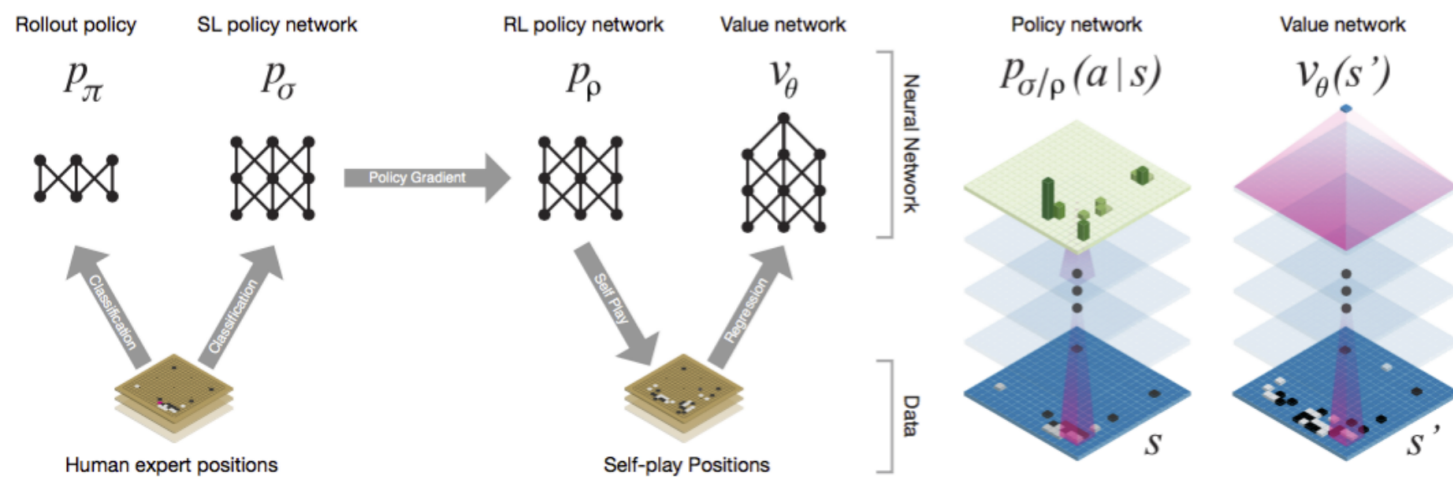 Rollout policy
SL policy network
RL policy network
Value network
Policy network
Value network
pπ
pσ
pρ
vθ
pσ/ρ(a|s)
vθ(s’)
Neural Network
Policy Gradient
Classification
Classification
Self Play
Regression
Data
s
s’
Human expert positions
Self-play Positions